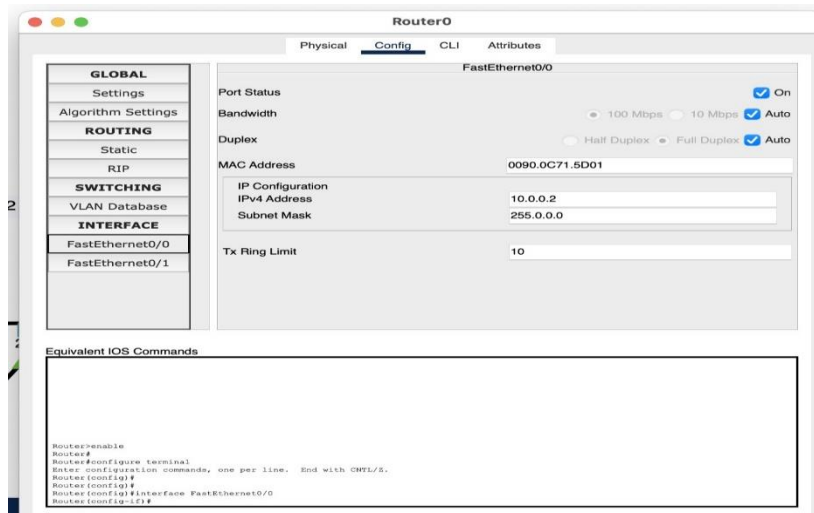 Router0
Physical Config CLI Attributes
GLOBAL
Settings
Algorithm Settings
ROUTING
Static
RIP
SWITCHING
VLAN Database
INTERFACE
FastEthernet0/0
FastEthernet0/1
FastEthernet0/0
Port Status On
Bandwidth 100 Mbps 10 Mbps Auto
Duplex Half Duplex Full Duplex Auto
MAC Address 0090.0C71.5D01
IP Configuration
IPv4 Address 10.0.0.2
Subnet Mask 255.0.0.0
Tx Ring Limit 10
2
Equivalent IOS Commands
Router>enable
Router#
Router#configure terminal
Enter configuration commands, one per line. End with CNTL/Z.
Router(config)#
Router(config)#
Router(config)#interface FastEthernet0/0
Router(config-if)#